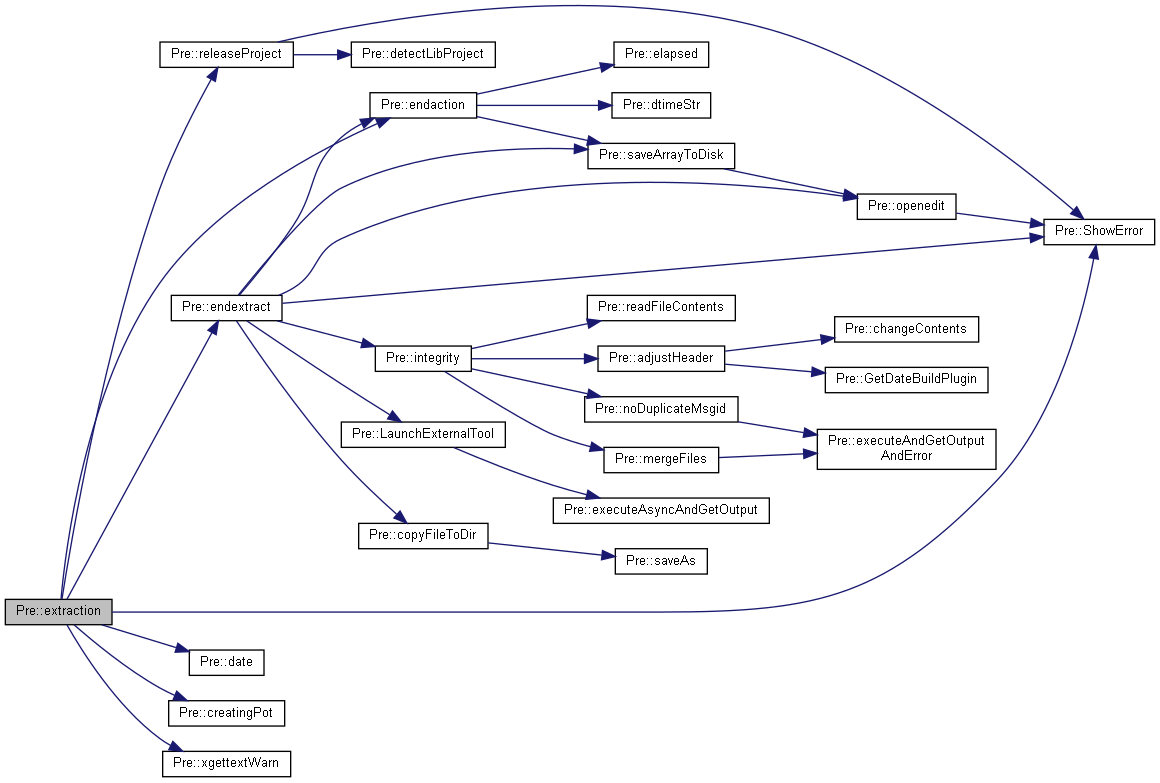 Pre::releaseProject
Pre::detectLibProject
Pre::elapsed
Pre::endaction
Pre::dtimeStr
Pre::saveArrayToDisk
Pre::openedit
Pre::ShowError
Pre::endextract
Pre::readFileContents
Pre::changeContents
Pre::integrity
Pre::adjustHeader
Pre::GetDateBuildPlugin
Pre::noDuplicateMsgid
Pre::LaunchExternalTool
Pre::executeAndGetOutput
AndError
Pre::mergeFiles
Pre::executeAsyncAndGetOutput
Pre::copyFileToDir
Pre::saveAs
Pre::extraction
Pre::date
Pre::creatingPot
Pre::xgettextWarn